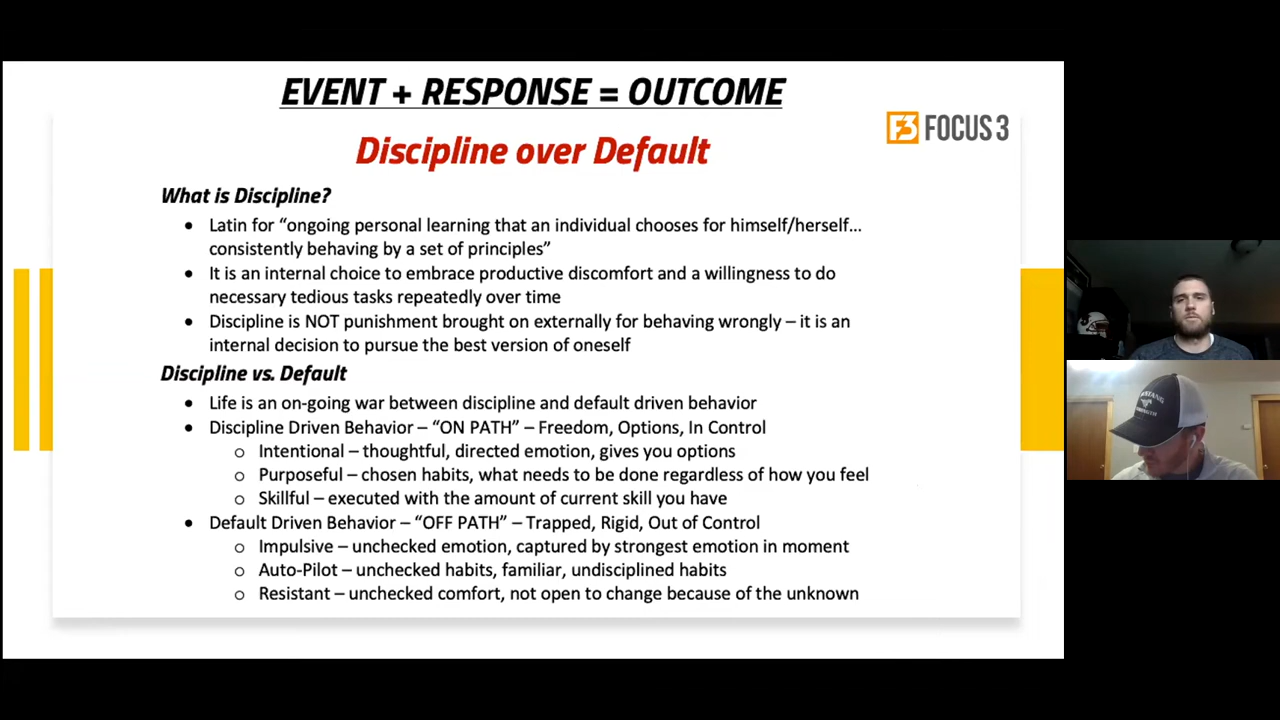 EVENT + RESPONSE = OUTCOME
F3 FOCUS 3
Discipline over Default
What is Discipline?
• Latin for “ongoing personal learning that an individual chooses for himself/herself…
consistently behaving by a set of principles”
• It is an internal choice to embrace productive discomfort and a willingness to do
necessary tedious tasks repeatedly over time
• Discipline is NOT punishment brought on externally for behaving wrongly – it is an
internal decision to pursue the best version of oneself
Discipline vs. Default
• Life is an on-going war between discipline and default driven behavior
• Discipline Driven Behavior – “ON PATH” – Freedom, Options, In Control
o Intentional – thoughtful, directed emotion, gives you options
o Purposeful – chosen habits, what needs to be done regardless of how you feel
o Skillful – executed with the amount of current skill you have
• Default Driven Behavior – “OFF PATH” – Trapped, Rigid, Out of Control
o Impulsive – unchecked emotion, captured by strongest emotion in moment
o Auto-Pilot – unchecked habits, familiar, undisciplined habits
o Resistant – unchecked comfort, not open to change because of the unknown